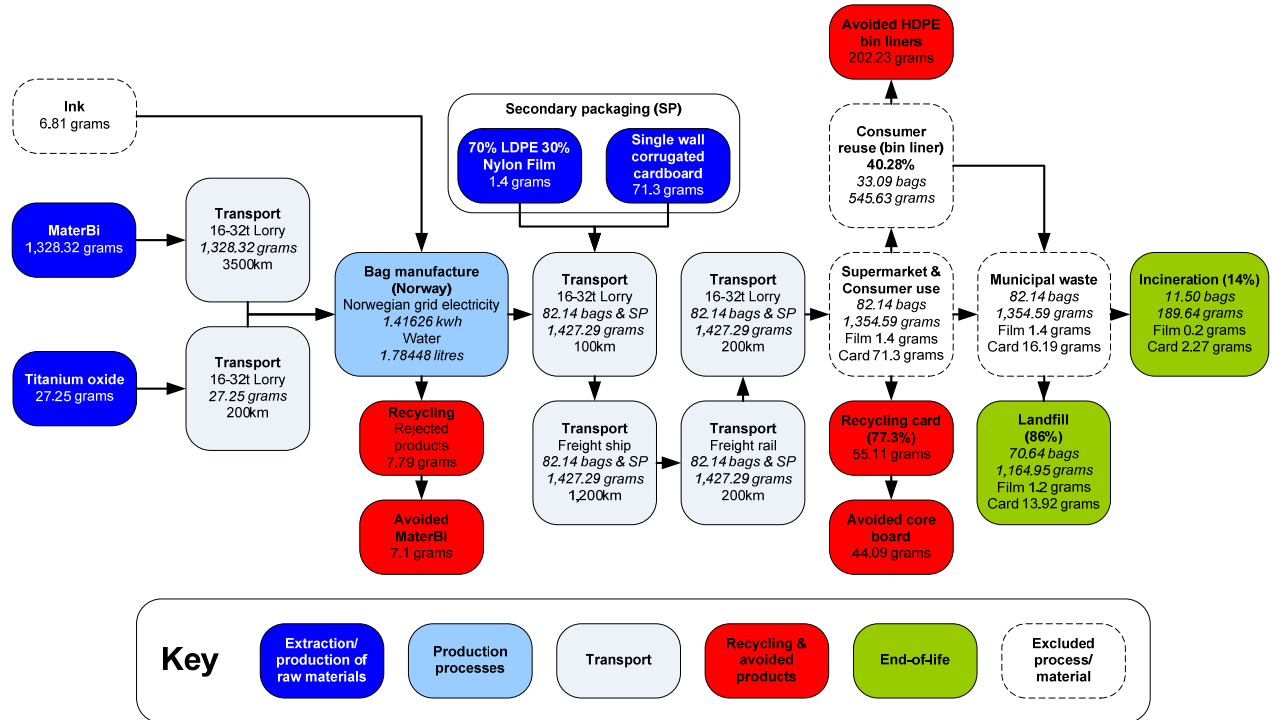 Avoided HDPE
bin liners
202.23 grams
Ink
6.81 grams
Secondary packaging (SP)
70% LDPE 30%
Nylon Film
1.4 grams
Single wall
corrugated
cardboard
71.3 grams
Consumer
reuse (bin liner)
40.28%
33.09 bags
545.63 grams
MaterBi
1,328.32 grams
Transport
16-32t Lorry
1,328.32 grams
3500km
Bag manufacture
(Norway)
Norwegian grid electricity
1.41626 kwh
Water
1.78448 litres
Transport
16-32t Lorry
82.14 bags & SP
1,427.29 grams
100km
Transport
16-32t Lorry
82.14 bags & SP
1,427.29 grams
200km
Supermarket &
Consumer use
82.14 bags
1,354.59 grams
Film 1.4 grams
Card 71.3 grams
Municipal waste
82.14 bags
1,354.59 grams
Film 1.4 grams
Card 16.19 grams
Incineration (14%)
11.50 bags
189.64 grams
Film 0.2 grams
Card 2.27 grams
Titanium oxide
27.25 grams
Transport
16-32t Lorry
27.25 grams
200km
Recycling
Rejected
products
7.79 grams
Transport
Freight ship
82.14 bags & SP
1,427.29 grams
1,200km
Transport
Freight rail
82.14 bags & SP
1,427.29 grams
200km
Recycling card
(77.3%)
55.11 grams
Landfill
(86%)
70.64 bags
1,164.95 grams
Film 1.2 grams
Card 13.92 grams
Avoided
MaterBi
7.1 grams
Avoided core
board
44.09 grams
Key
Extraction/
production of
raw materials
Production
processes
Transport
Recycling &
avoided
products
End-of-life
Excluded
process/
material